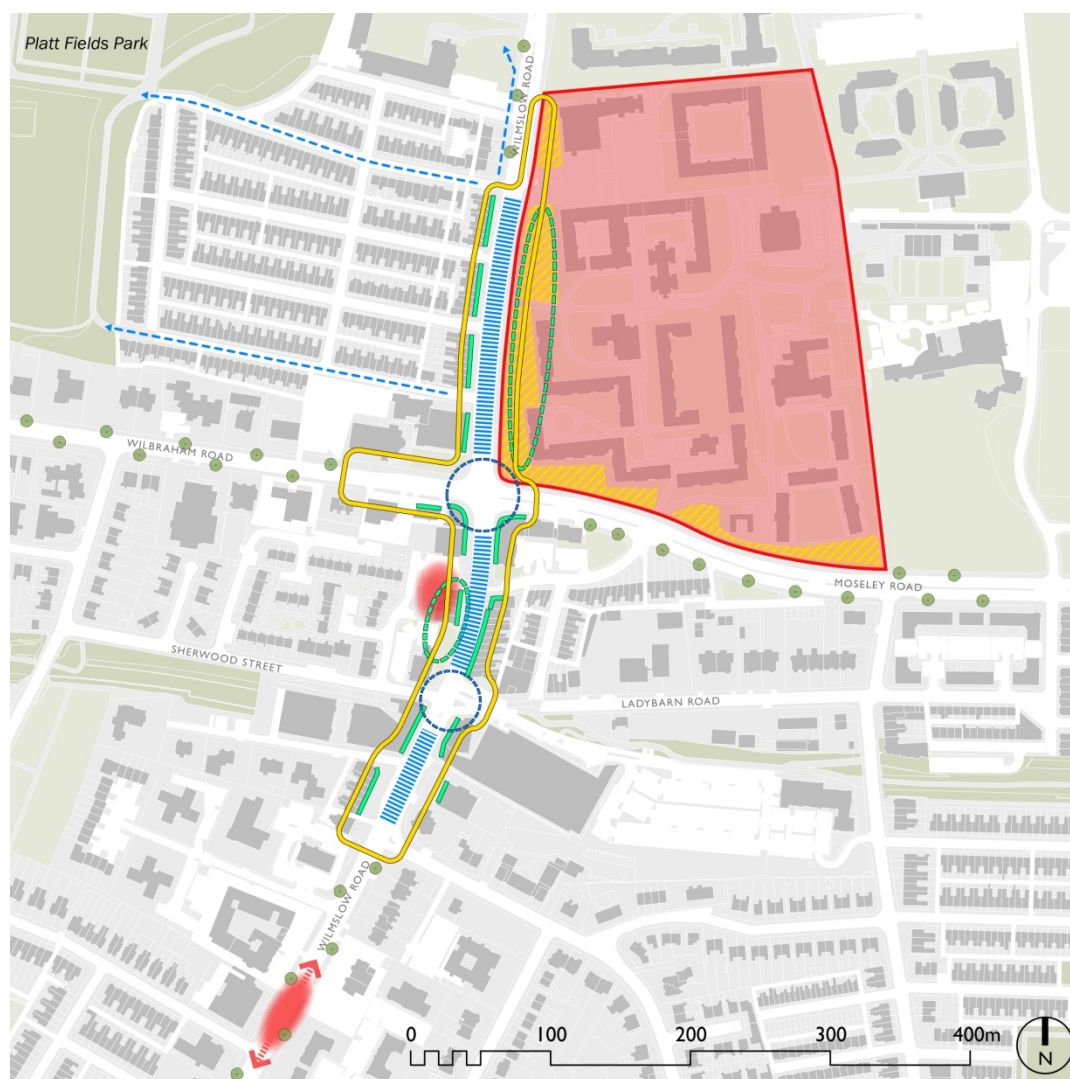 Platt Fields Park
WILMSLOW ROAD
WILBRAHAM ROAD
MOSELEY ROAD
SHERWOOD STREET
LADYBARN ROAD
WILMSLOW ROAD
0 100 200 300 400m
N